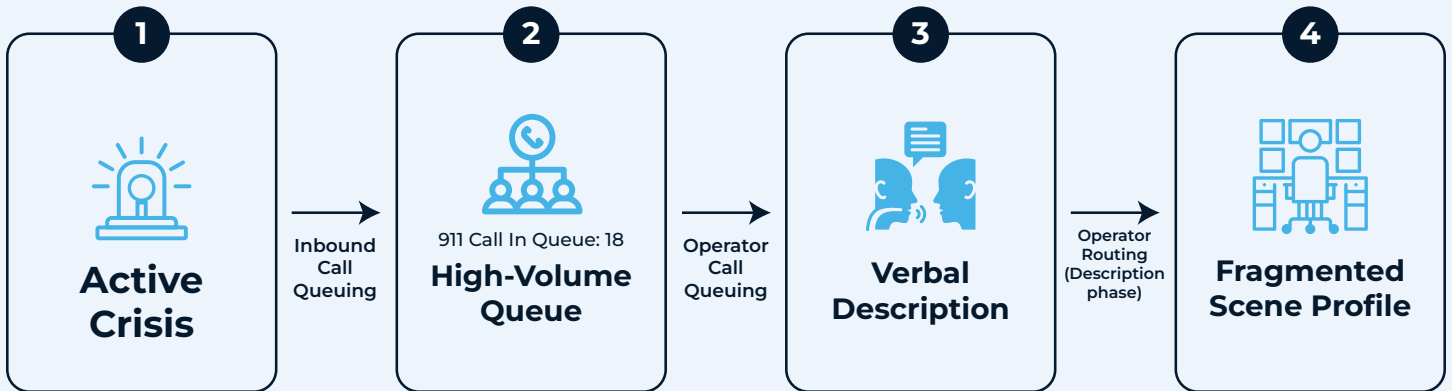 1
Active
Crisis
Inbound
Call
Queuing
2
911 Call In Queue: 18
High-Volume
Queue
Operator
Call
Queuing
3
Verbal
Description
Operator
Routing
(Description
phase)
4
Fragmented
Scene Profile